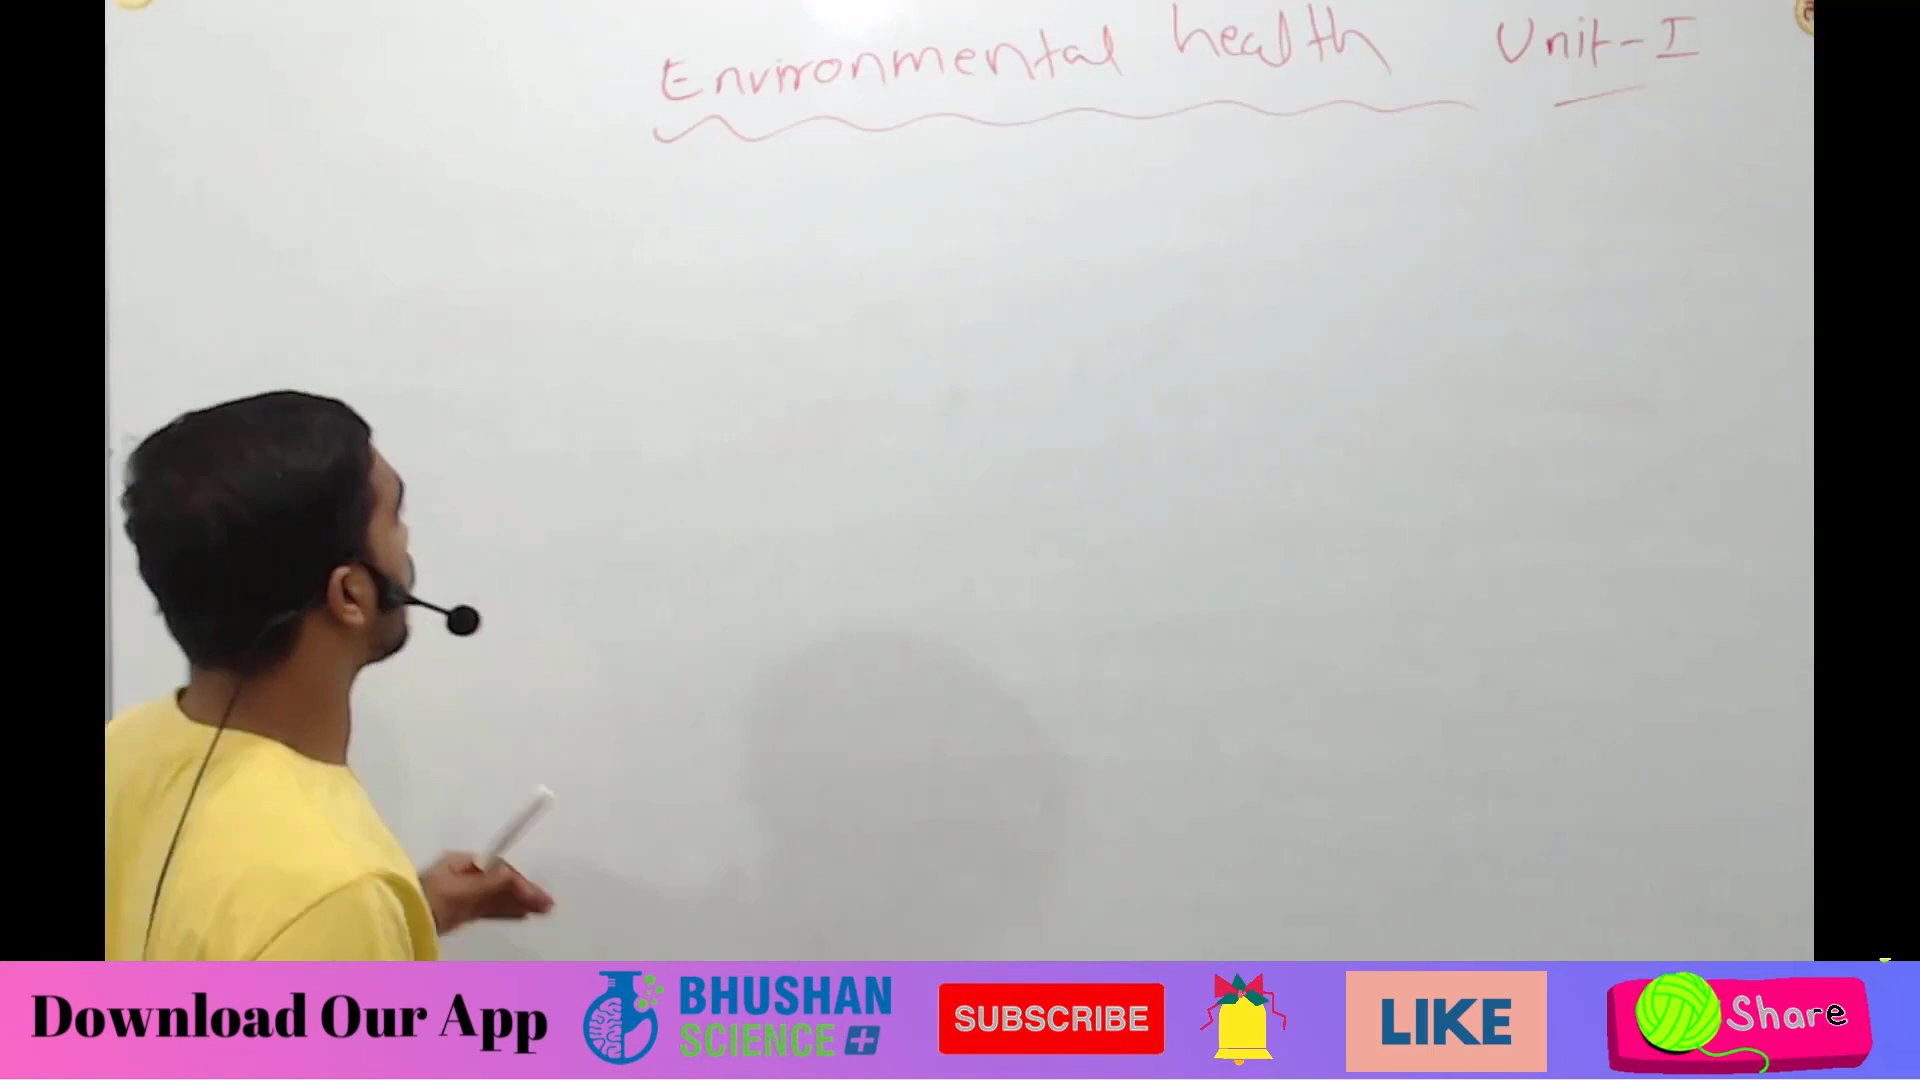 Environmental health Unit-I
Download Our App
BHUSHAN
SCIENCE
SUBSCRIBE
LIKE
Share